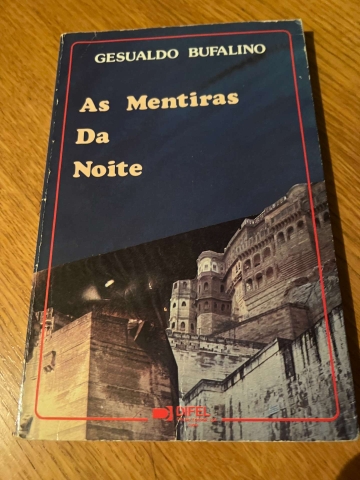 GESUALDO BUFALINO
As Mentiras
Da
Noite
DIFEL